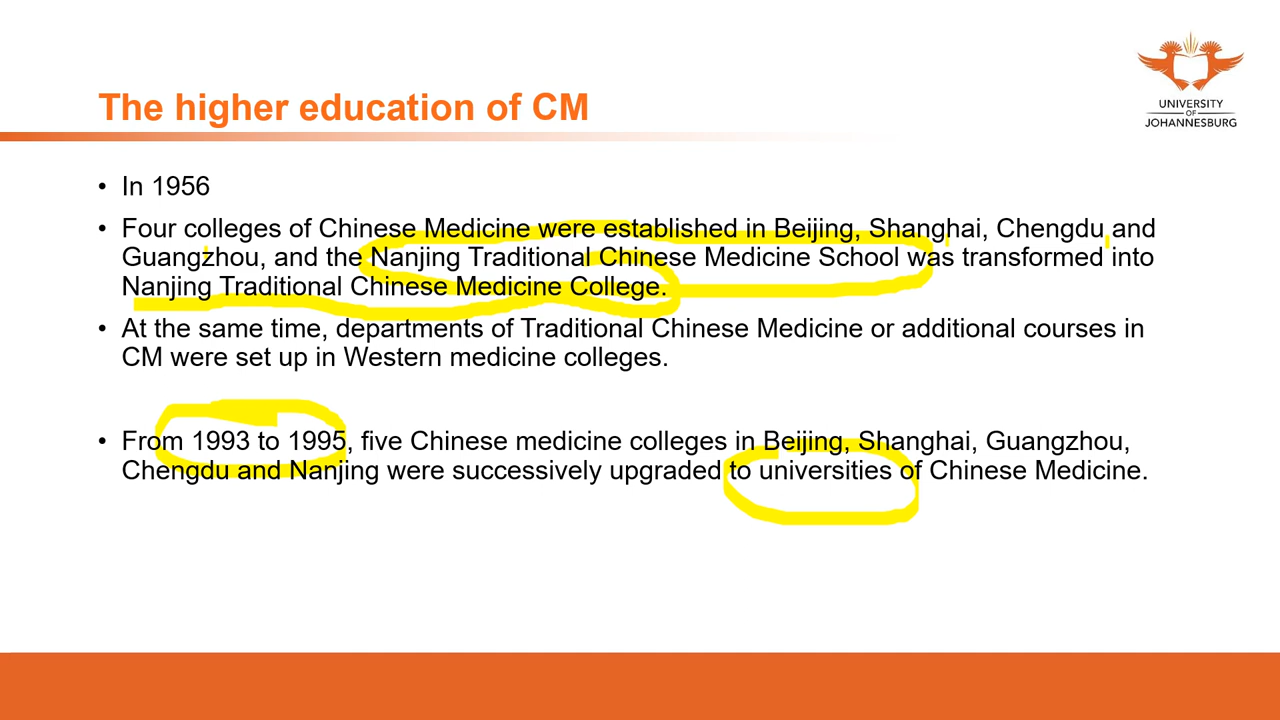 UNIVERSITY
OF
JOHANNESBURG
The higher education of CM
• In 1956
• Four colleges of Chinese Medicine were established in Beijing, Shanghai, Chengdu and
Guangzhou, and the Nanjing Traditional Chinese Medicine School was transformed into
Nanjing Traditional Chinese Medicine College.
• At the same time, departments of Traditional Chinese Medicine or additional courses in
CM were set up in Western medicine colleges.
• From 1993 to 1995, five Chinese medicine colleges in Beijing, Shanghai, Guangzhou,
Chengdu and Nanjing were successively upgraded to universities of Chinese Medicine.